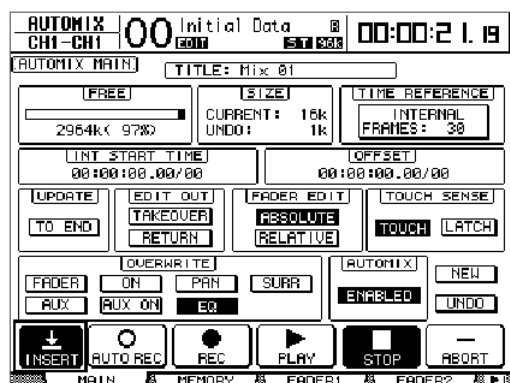 AUTOMIX
CH1-CH1
00
Initial Data
EDIT
ST 96k
00:00:21.19
AUTOMIX MAIN
TITLE: Mix 01
FREE
2964k( 97%)
SIZE
CURRENT: 16k
UNDO: 1k
TIME REFERENCE
INTERNAL
FRAMES: 30
INT START TIME
00:00:00.00/00
OFFSET
00:00:00.00/00
UPDATE
TO END
EDIT OUT
TAKEOVER
RETURN
FADER EDIT
ABSOLUTE
RELATIVE
TOUCH SENSE
TOUCH LATCH
OVERWRITE
FADER ON PAN SURR
AUX AUX ON EQ
AUTOMIX
ENABLED
NEW
UNDO
INSERT AUTO REC REC PLAY STOP ABORT
MAIN MEMORY FADER1 FADER2